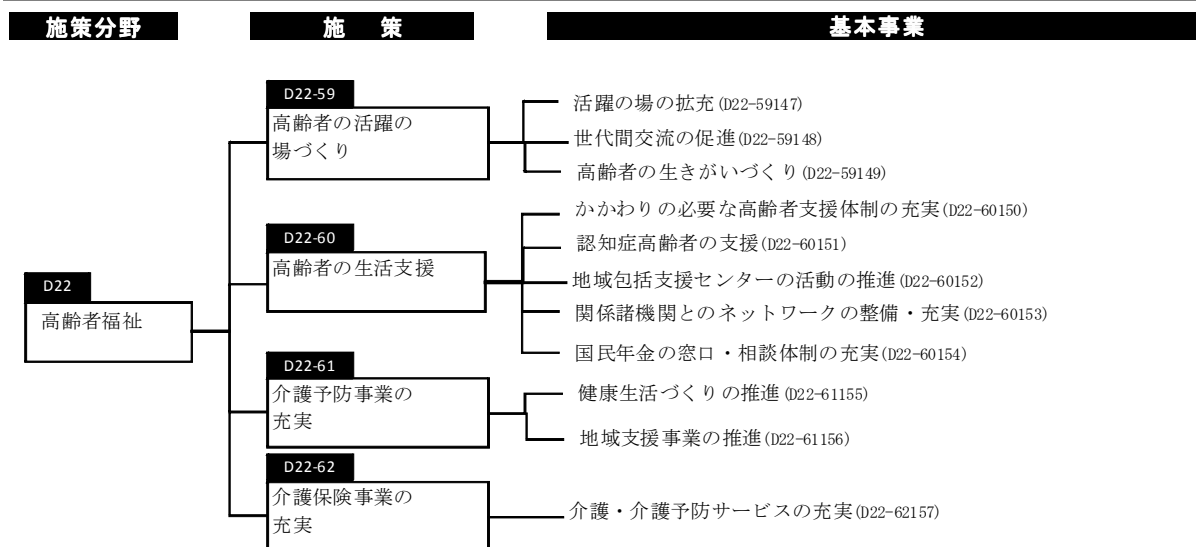 施策分野
施　策
基本事業
D22
高齢者福祉
D22-59
高齢者の活躍の
場づくり
活躍の場の拡充(D22-59147)
世代間交流の促進(D22-59148)
高齢者の生きがいづくり(D22-59149)
D22-60
高齢者の生活支援
かかわりの必要な高齢者支援体制の充実(D22-60150)
認知症高齢者の支援(D22-60151)
地域包括支援センターの活動の推進(D22-60152)
関係諸機関とのネットワークの整備・充実(D22-60153)
国民年金の窓口・相談体制の充実(D22-60154)
D22-61
介護予防事業の
充実
健康生活づくりの推進(D22-61155)
地域支援事業の推進(D22-61156)
D22-62
介護保険事業の
充実
介護・介護予防サービスの充実(D22-62157)